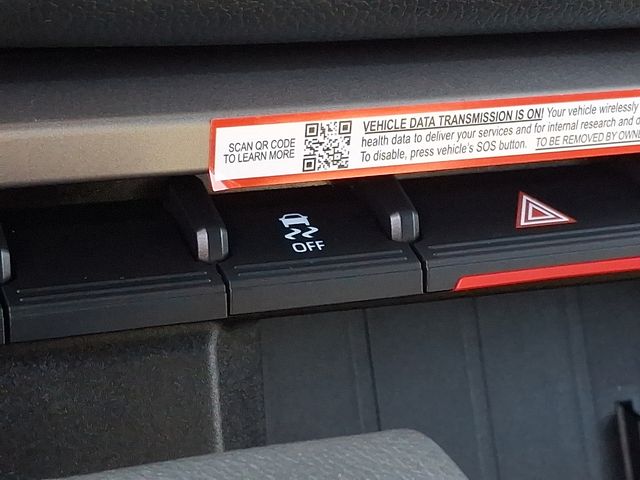 SCAN QR CODE
TO LEARN MORE
VEHICLE DATA TRANSMISSION IS ON! Your vehicle wirelessly
health data to deliver your services and for internal research and
To disable, press vehicle's SOS button. TO BE REMOVED BY OWNE
OFF